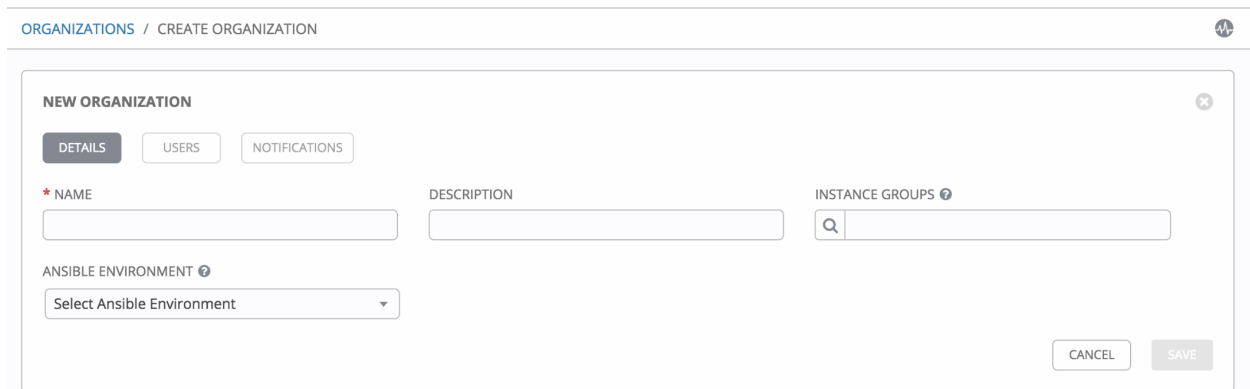 ORGANIZATIONS / CREATE ORGANIZATION
NEW ORGANIZATION
DETAILS USERS NOTIFICATIONS
* NAME DESCRIPTION INSTANCE GROUPS ?
ANSIBLE ENVIRONMENT ?
Select Ansible Environment
CANCEL SAVE